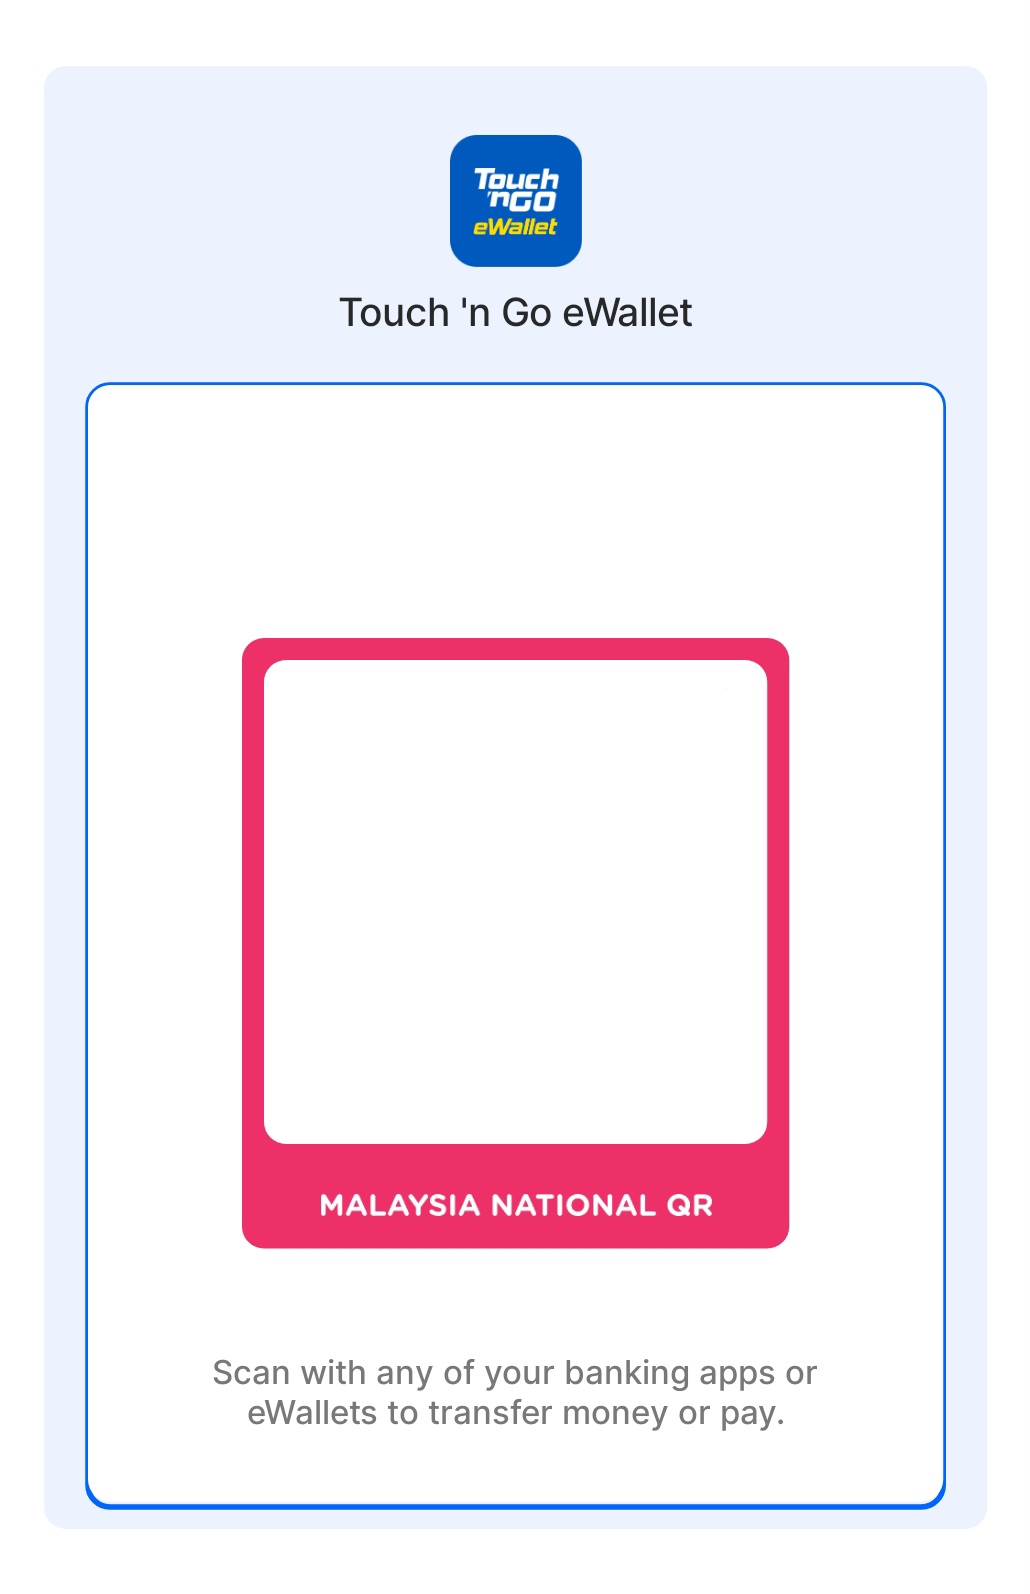 Touch
'nGO
eWallet
Touch 'n Go eWallet
MALAYSIA NATIONAL QR
Scan with any of your banking apps or
eWallets to transfer money or pay.